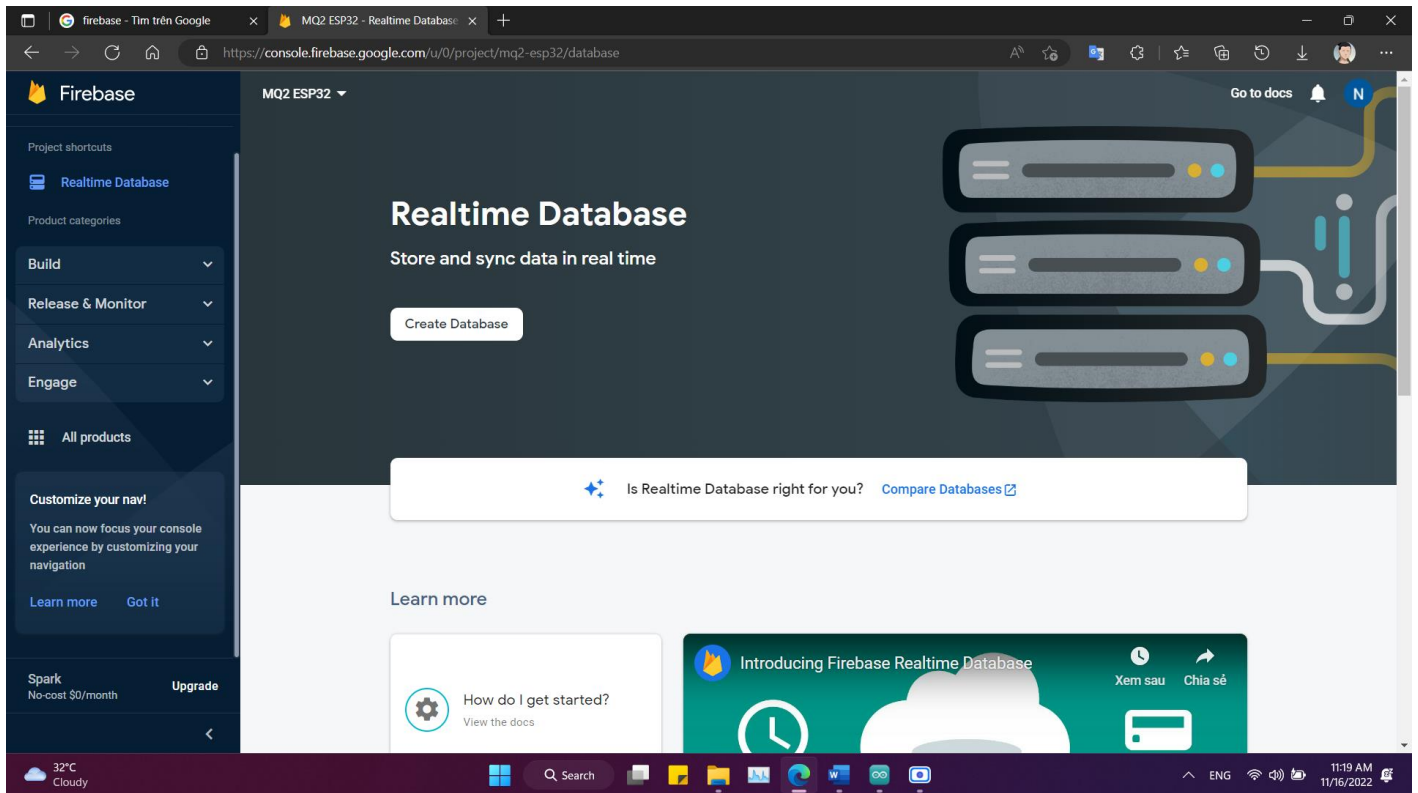 firebase - Tìm trên Google
MQ2 ESP32 - Realtime Database
https://console.firebase.google.com/u/0/project/mq2-esp32/database
Firebase
MQ2 ESP32
Go to docs
N
Project shortcuts
Realtime Database
Product categories
Build
Release & Monitor
Analytics
Engage
All products
Customize your nav!
You can now focus your console
experience by customizing your
navigation
Learn more
Got it
Spark
No-cost $0/month
Upgrade
Realtime Database
Store and sync data in real time
Create Database
Is Realtime Database right for you?
Compare Databases
Learn more
How do I get started?
View the docs
Introducing Firebase Realtime Database
Xem sau
Chia sẻ
32°C
Cloudy
Search
ENG
11:19 AM
11/16/2022